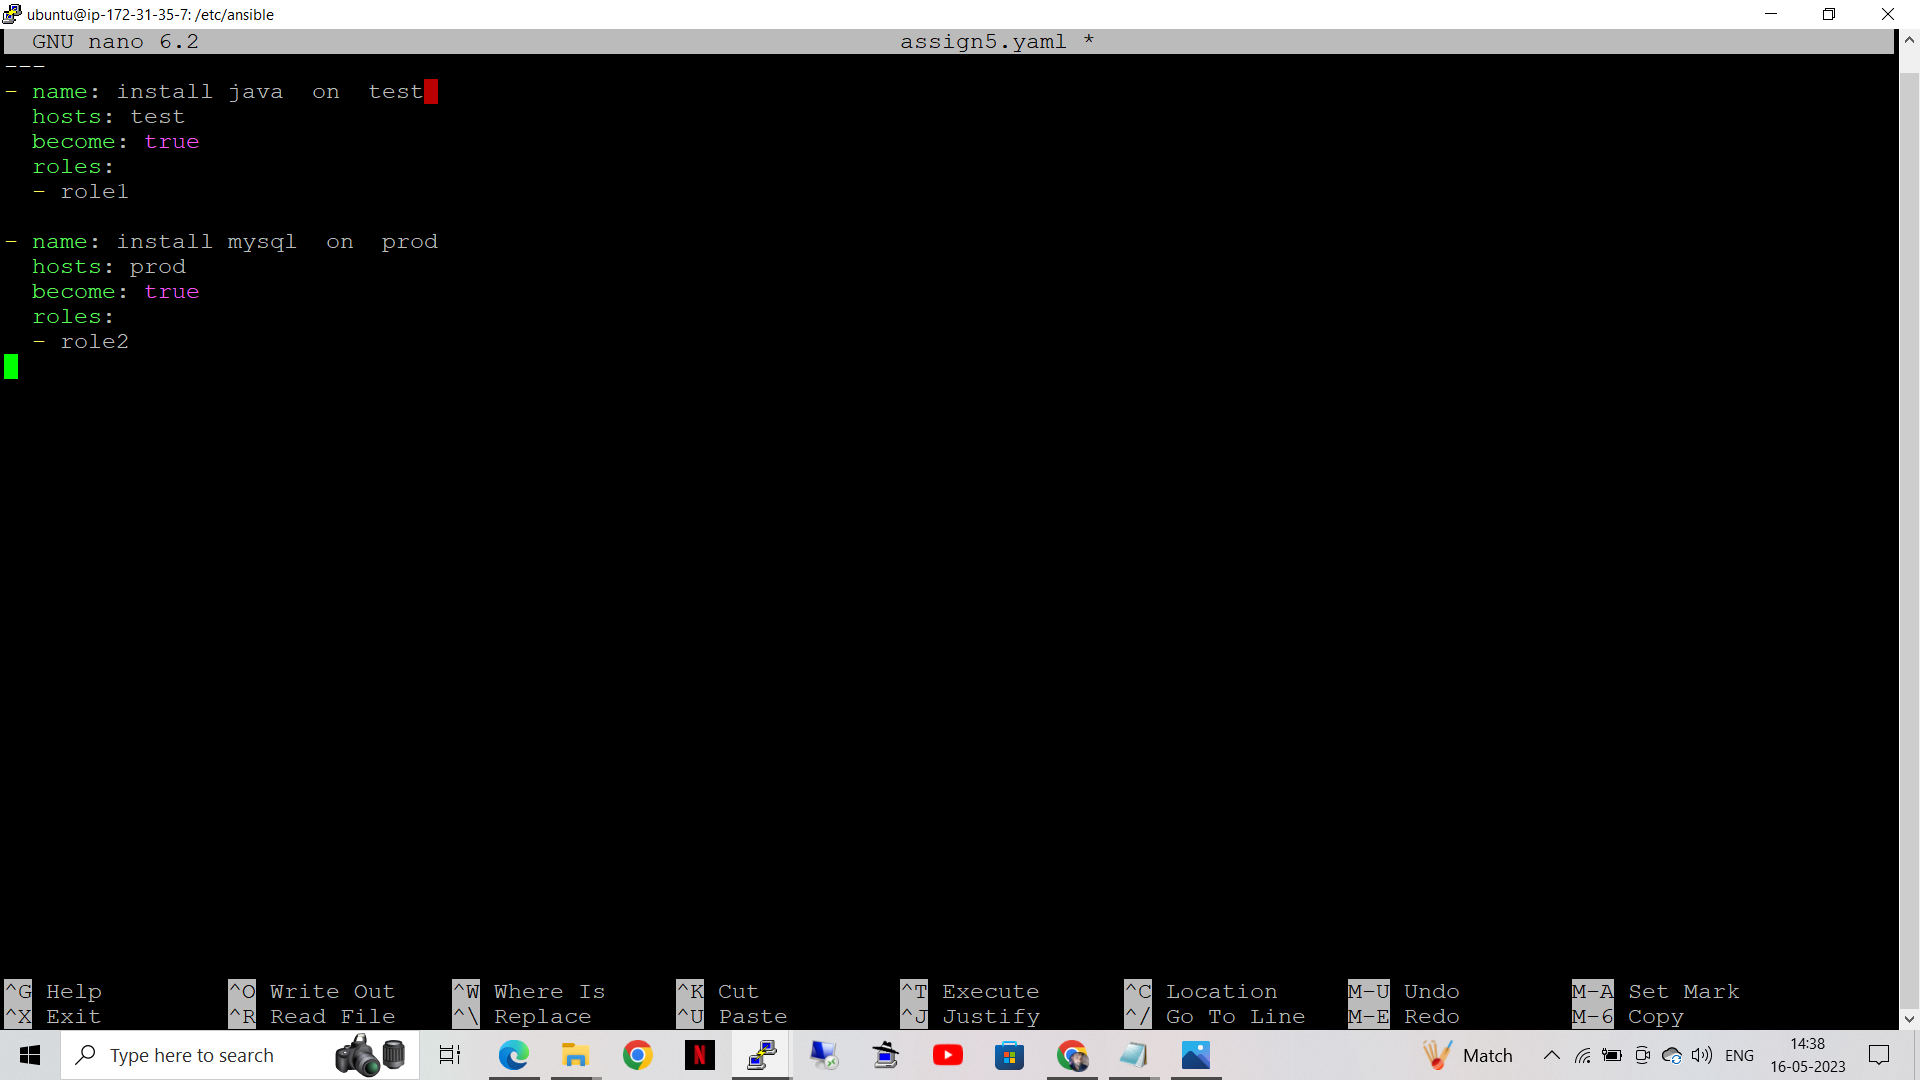 ubuntu@ip-172-31-35-7: /etc/ansible
GNU nano 6.2 assign5.yaml *
---
- name: install java  on  test
  hosts: test
  become: true
  roles:
  - role1

- name: install mysql  on  prod
  hosts: prod
  become: true
  roles:
  - role2
^G Help ^O Write Out ^W Where Is ^K Cut ^T Execute ^C Location M-U Undo M-A Set Mark
^X Exit ^R Read File ^\ Replace ^U Paste ^J Justify ^/ Go To Line M-E Redo M-6 Copy
Type here to search N Match ENG 14:38
16-05-2023